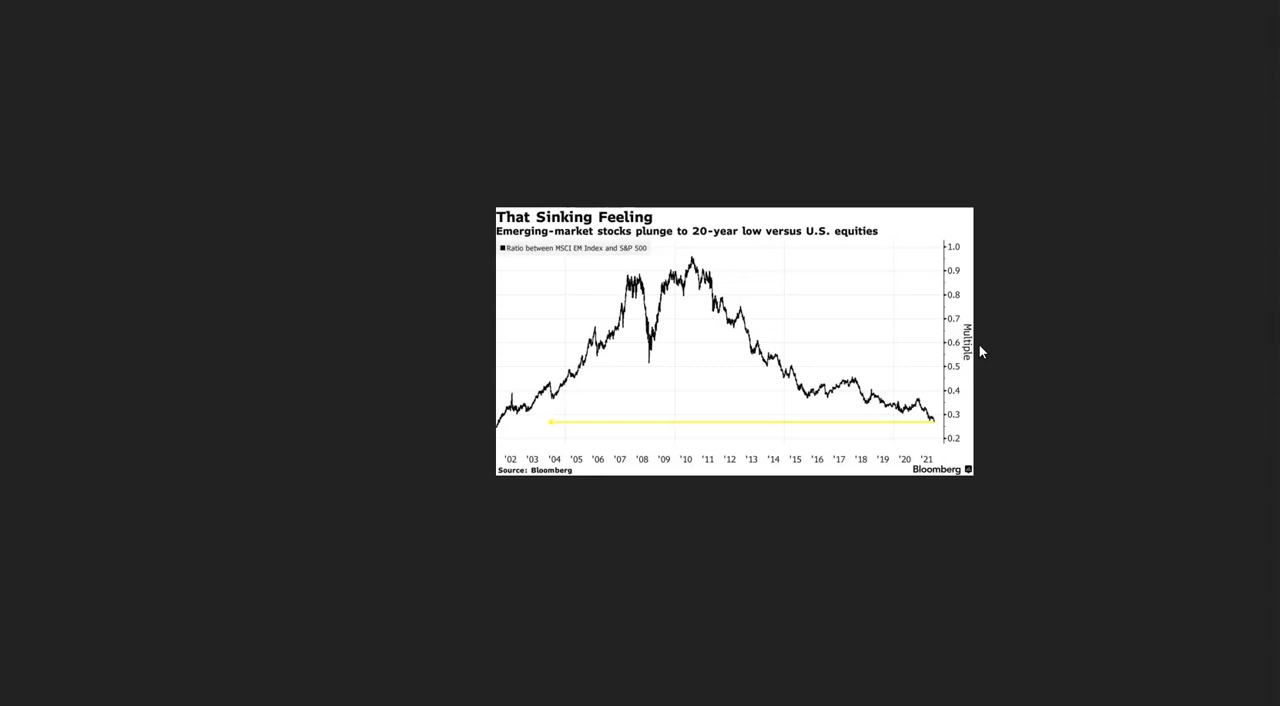 That Sinking Feeling
Emerging-market stocks plunge to 20-year low versus U.S. equities
Ratio between MSCI EM Index and S&P 500
1.0
0.9
0.8
0.7
0.6
0.5
0.4
0.3
0.2
Multiple
'02 '03 '04 '05 '06 '07 '08 '09 '10 '11 '12 '13 '14 '15 '16 '17 '18 '19 '20 '21
Source: Bloomberg
Bloomberg